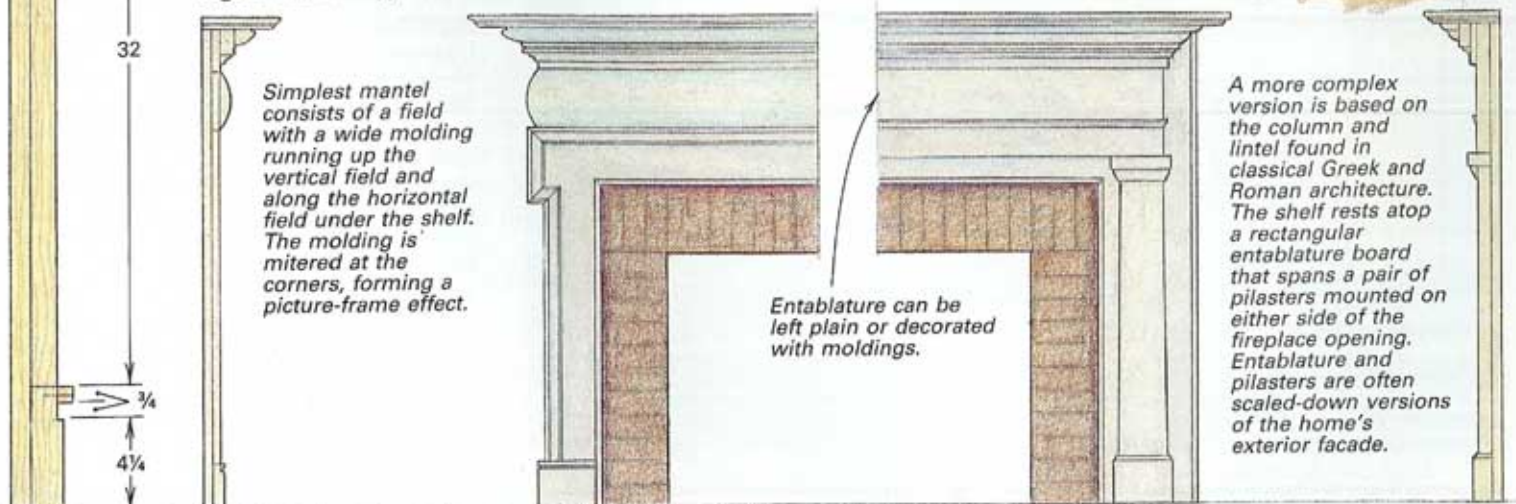 32
¾
4¼
Simplest mantel
consists of a field
with a wide molding
running up the
vertical field and
along the horizontal
field under the shelf.
The molding is
mitered at the
corners, forming a
picture-frame effect.
Entablature can be
left plain or decorated
with moldings.
A more complex
version is based on
the column and
lintel found in
classical Greek and
Roman architecture.
The shelf rests atop
a rectangular
entablature board
that spans a pair of
pilasters mounted on
either side of the
fireplace opening.
Entablature and
pilasters are often
scaled-down versions
of the home's
exterior facade.